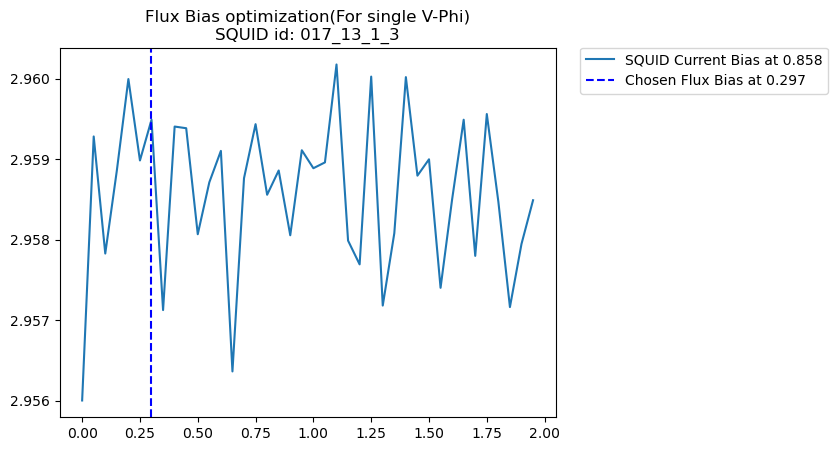 Flux Bias optimization(For single V-Phi)
SQUID id: 017_13_1_3
SQUID Current Bias at 0.858
Chosen Flux Bias at 0.297
2.960
2.959
2.958
2.957
2.956
0.00 0.25 0.50 0.75 1.00 1.25 1.50 1.75 2.00